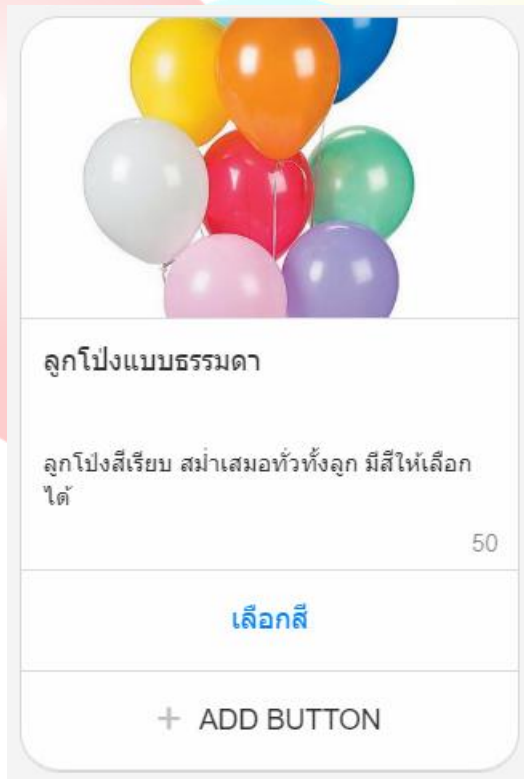 ลูกโป่งแบบธรรมดา
ลูกโป่งสีเรียบ สม่ำเสมอทั่วทั้งลูก มีสีให้เลือก
ได้
50
เลือกสี
+ ADD BUTTON